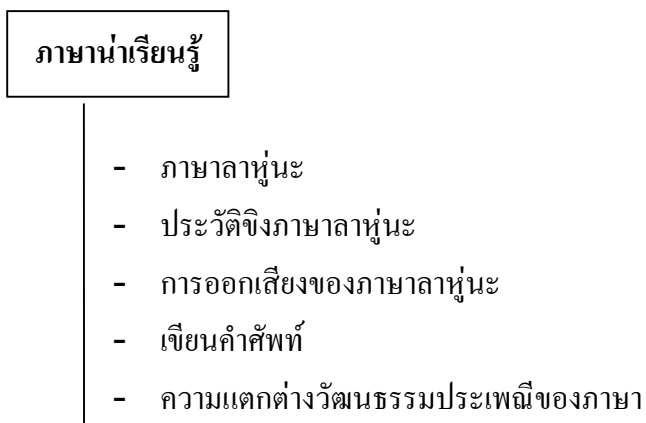 ภาษาน่าเรียนรู้
- ภาษาลาหู่นะ
- ประวัติขิงภาษาลาหู่นะ
- การออกเสียงของภาษาลาหู่นะ
- เขียนคำศัพท์
- ความแตกต่างวัฒนธรรมประเพณีของภาษา